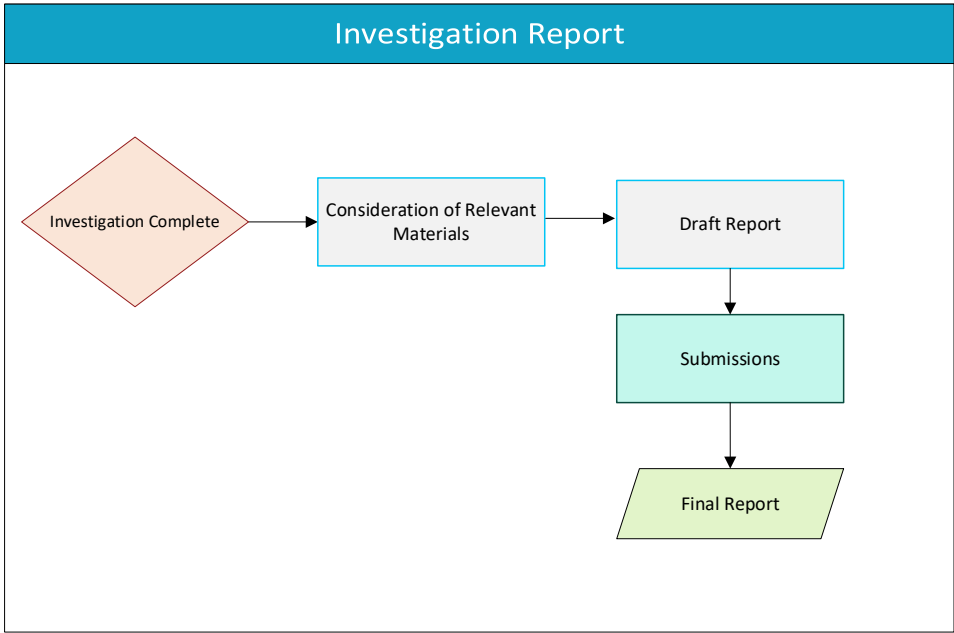 Investigation Report
Investigation Complete
Consideration of Relevant
Materials
Draft Report
Submissions
Final Report